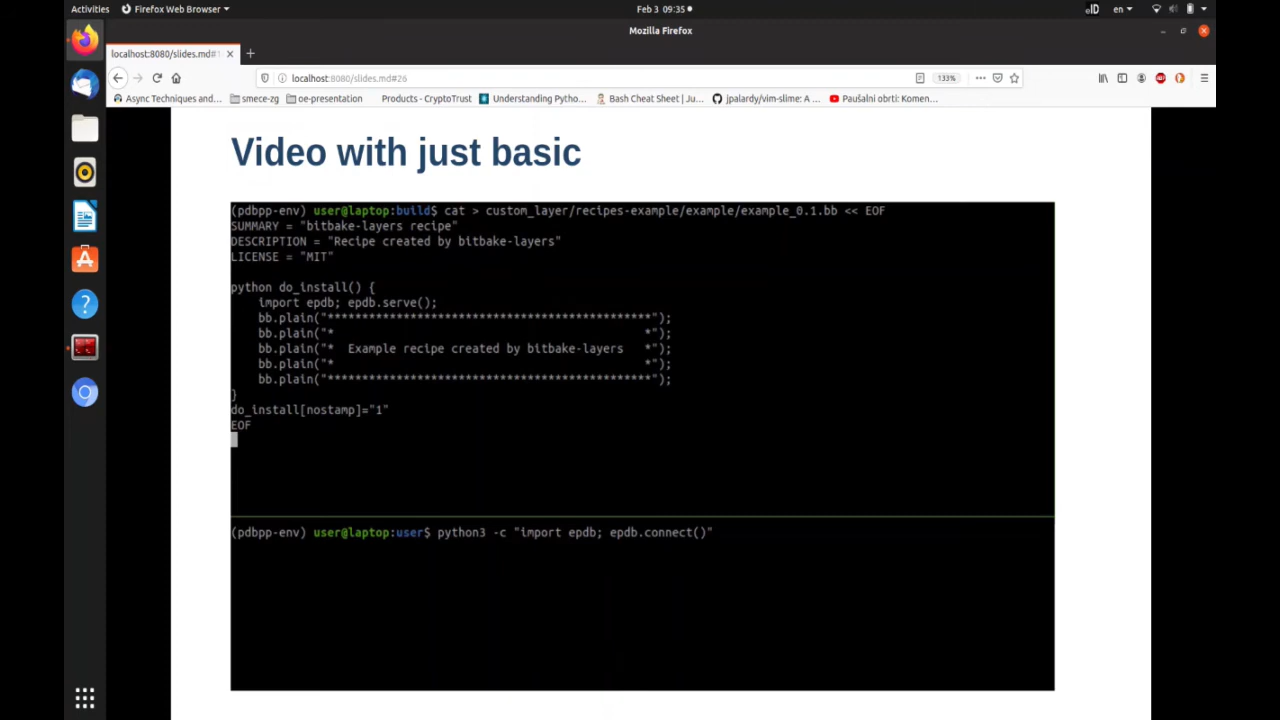 Activities Firefox Web Browser Feb 3 09:35 ID en
Mozilla Firefox
localhost:8080/slides.md#
localhost:8080/slides.md#26 133%
Async Techniques and... smece-zg oe-presentation Products - CryptoTrust Understanding Pytho... Bash Cheat Sheet | Ju... jpalardy/vim-slime: A ... Paušalni obrti: Komen...
Video with just basic
(pdbpp-env) user@laptop:build$ cat > custom_layer/recipes-example/example/example_0.1.bb << EOF
SUMMARY = "bitbake-layers recipe"
DESCRIPTION = "Recipe created by bitbake-layers"
LICENSE = "MIT"
python do_install() {
    import epdb; epdb.serve();
    bb.plain("***********************************************");
    bb.plain("*                                             *");
    bb.plain("*  Example recipe created by bitbake-layers   *");
    bb.plain("*                                             *");
    bb.plain("***********************************************");
}
do_install[nostamp]="1"
EOF
(pdbpp-env) user@laptop:user$ python3 -c "import epdb; epdb.connect()"